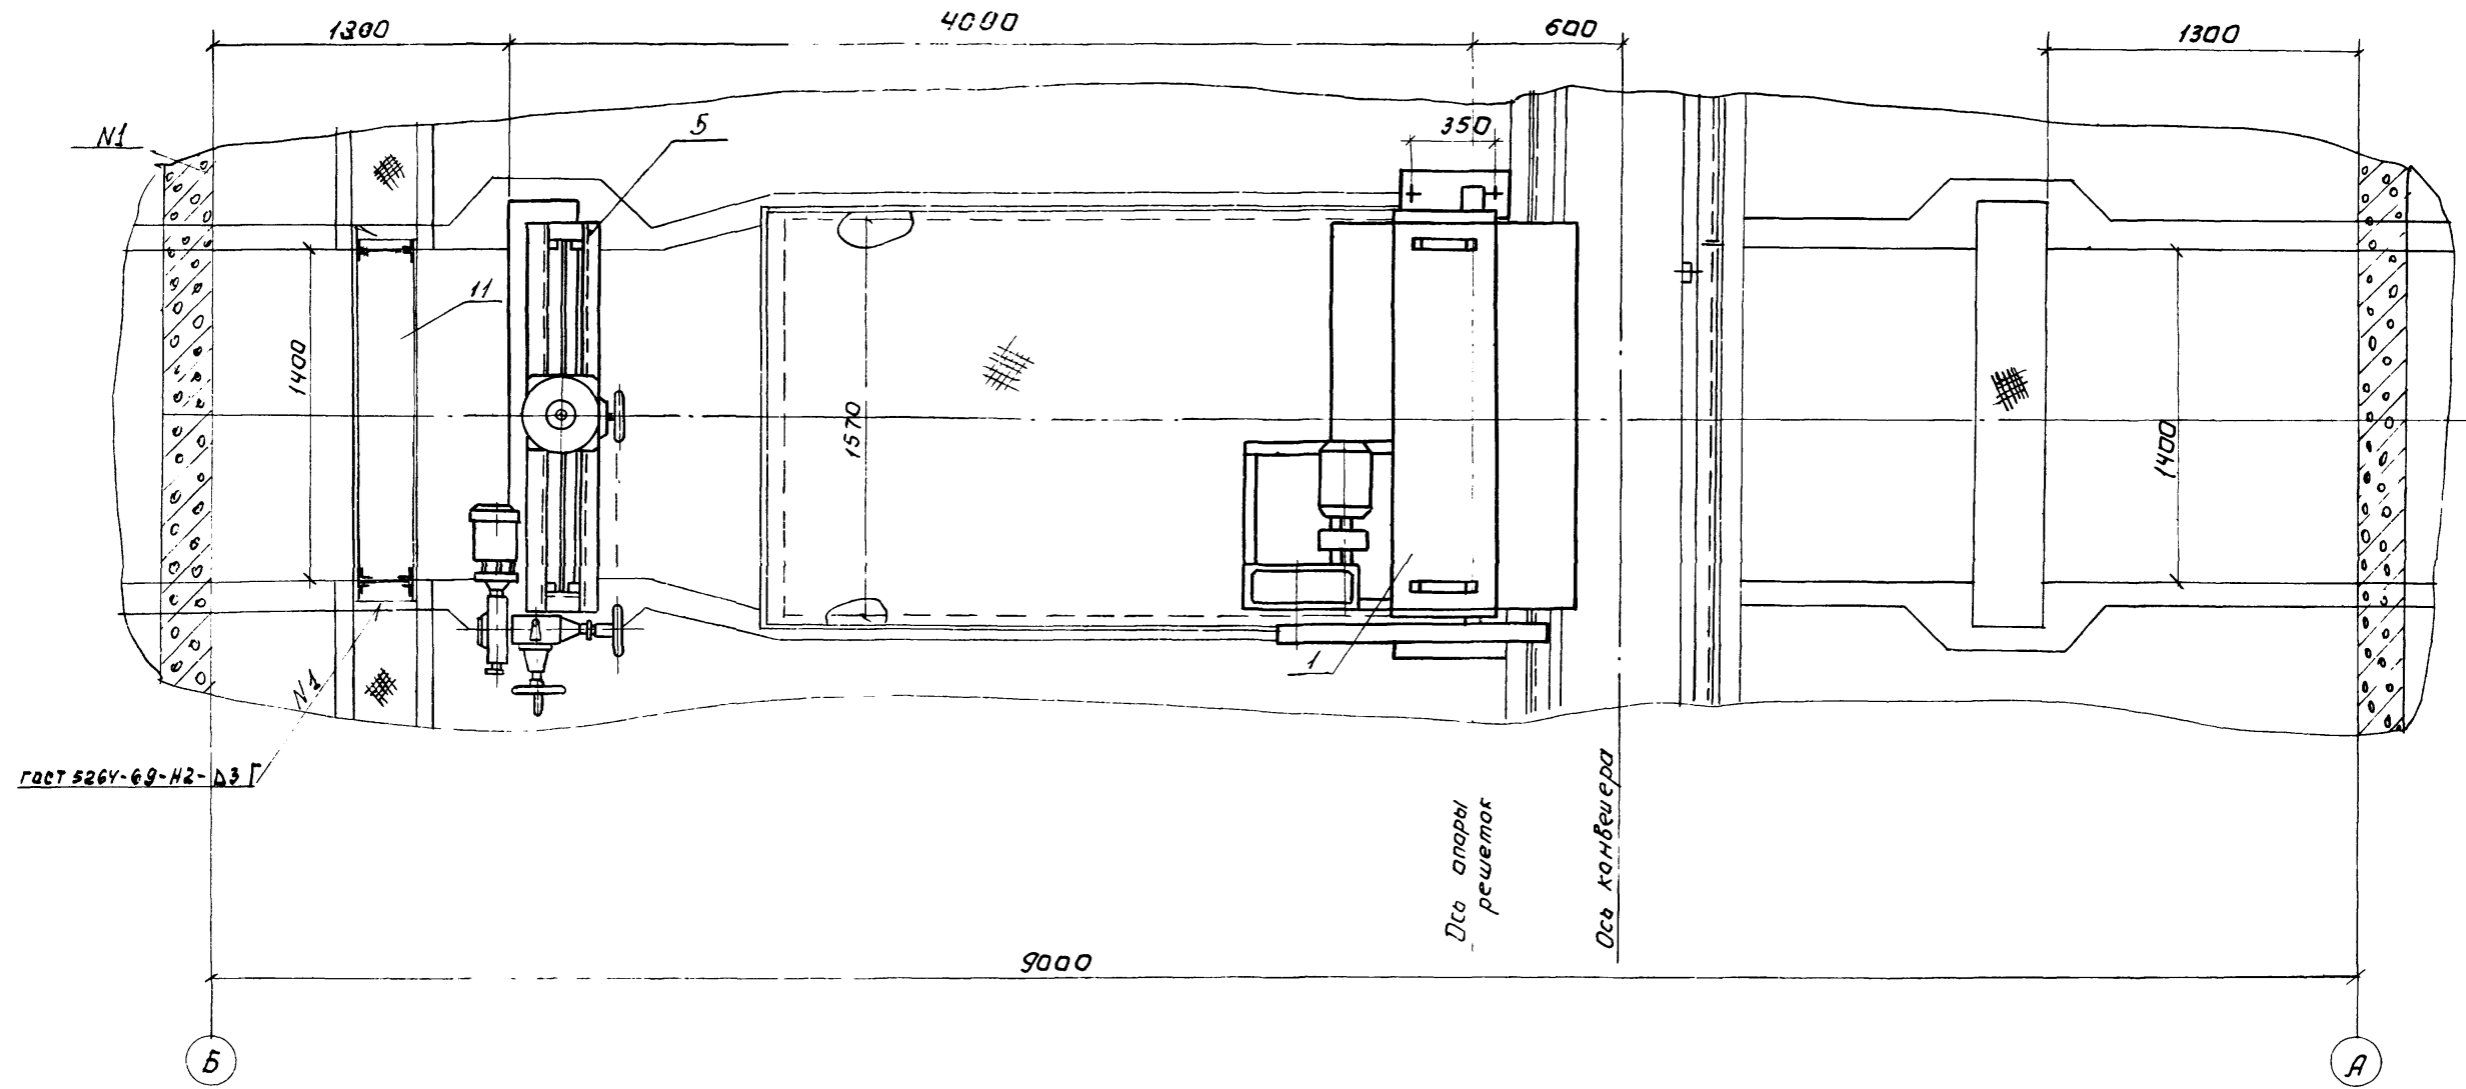 1300
4000
600
1300
N1
5
350
11
1400
1570
1400
1
N1
ГОСТ 5264-69-Н2-Δ3
Ось опоры
решеток
Ось конвейера
9000
Б
А